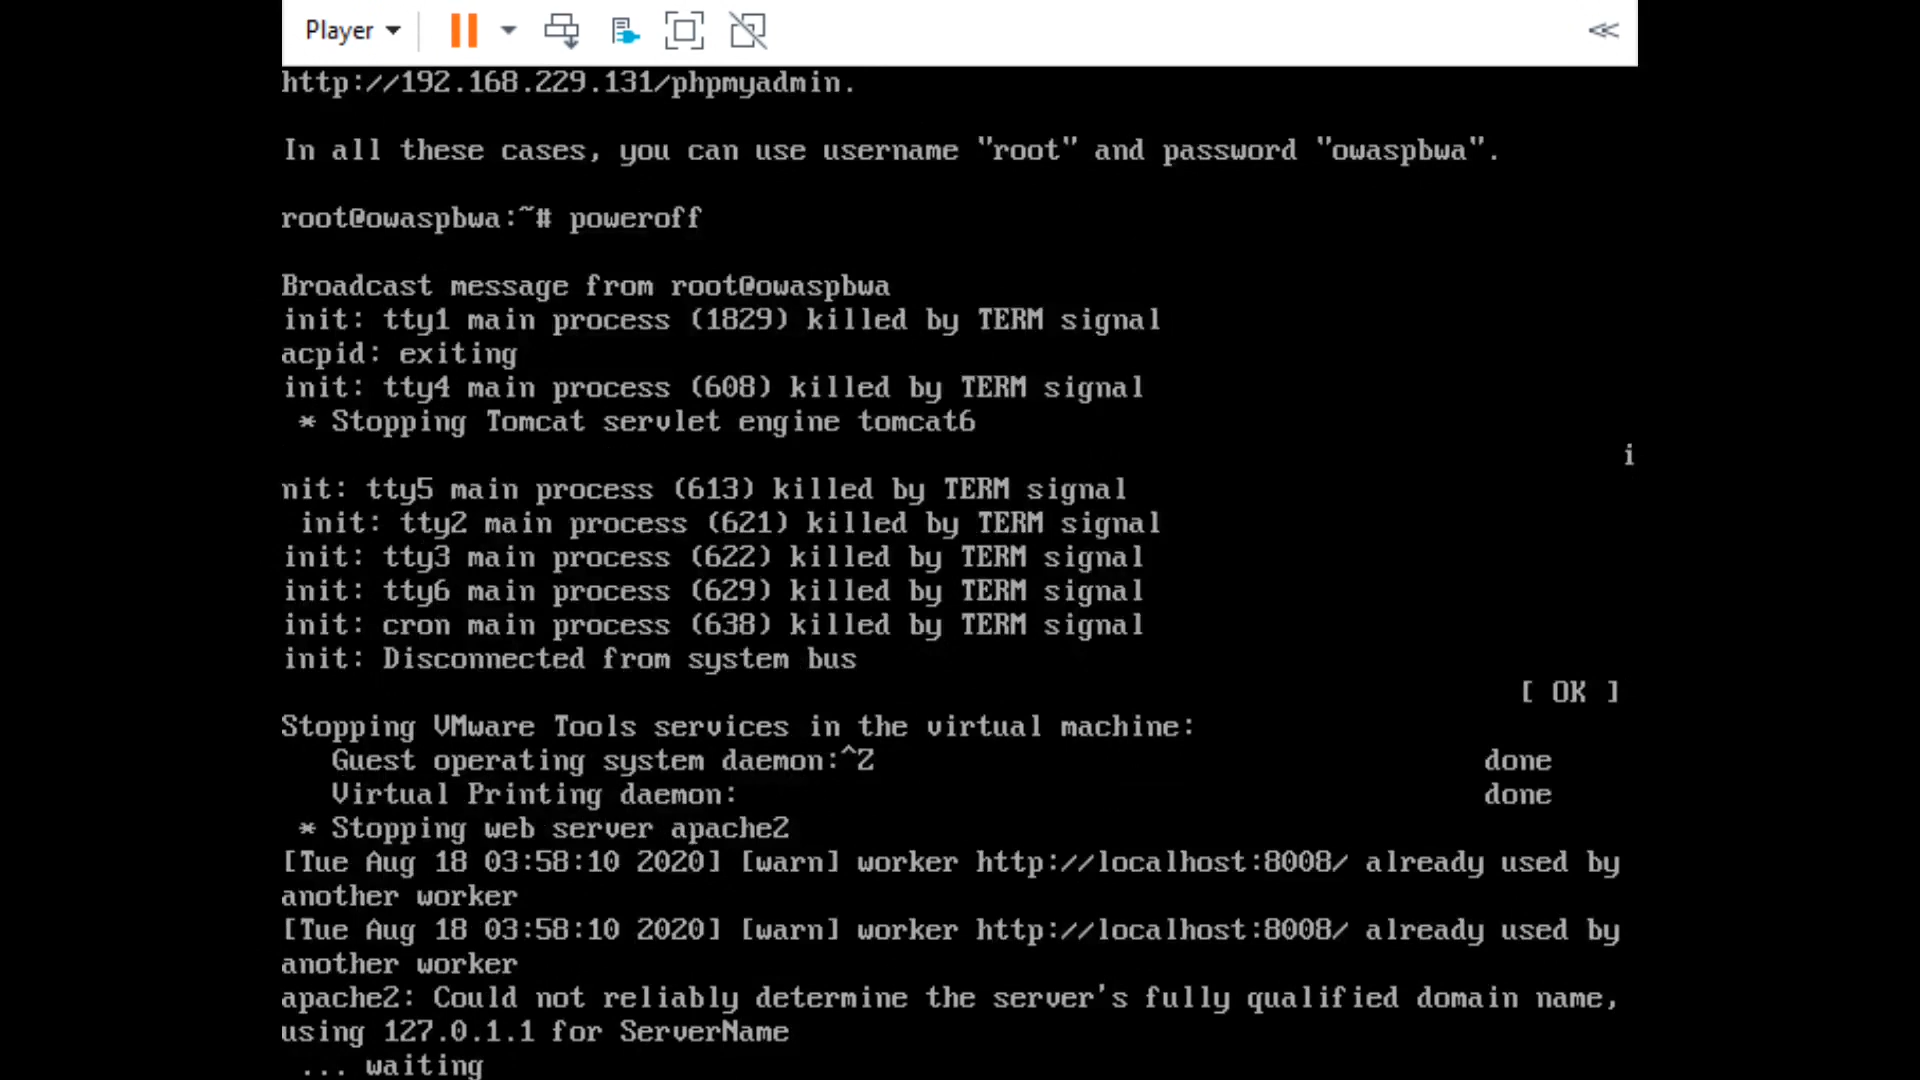 Player
http://192.168.229.131/phpmyadmin.
In all these cases, you can use username "root" and password "owaspbwa".
root@owaspbwa:~# poweroff
Broadcast message from root@owaspbwa
init: tty1 main process (1829) killed by TERM signal
acpid: exiting
init: tty4 main process (608) killed by TERM signal
* Stopping Tomcat servlet engine tomcat6
i
nit: tty5 main process (613) killed by TERM signal
init: tty2 main process (621) killed by TERM signal
init: tty3 main process (622) killed by TERM signal
init: tty6 main process (629) killed by TERM signal
init: cron main process (638) killed by TERM signal
init: Disconnected from system bus
[ OK ]
Stopping VMware Tools services in the virtual machine:
Guest operating system daemon:^Z done
Virtual Printing daemon: done
* Stopping web server apache2
[Tue Aug 18 03:58:10 2020] [warn] worker http://localhost:8008/ already used by
another worker
[Tue Aug 18 03:58:10 2020] [warn] worker http://localhost:8008/ already used by
another worker
apache2: Could not reliably determine the server's fully qualified domain name,
using 127.0.1.1 for ServerName
... waiting